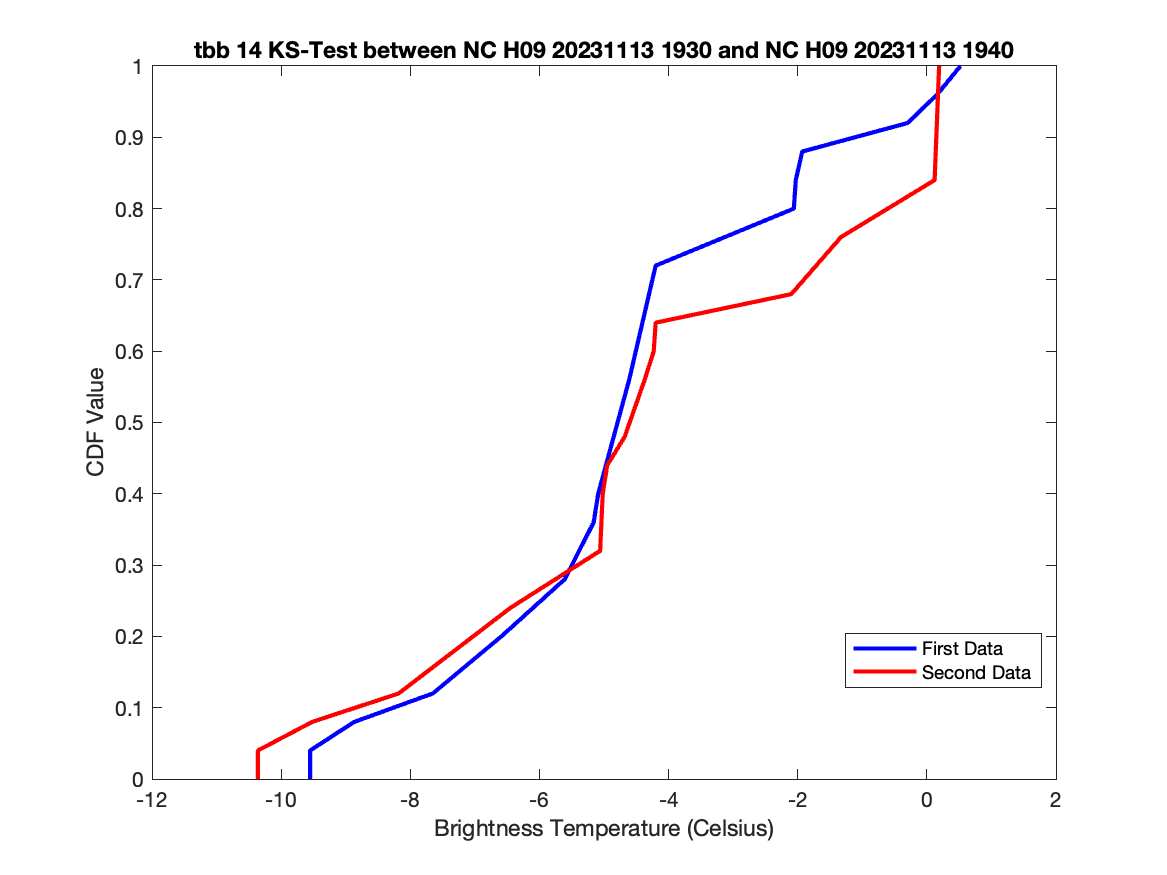 tbb 14 KS-Test between NC H09 20231113 1930 and NC H09 20231113 1940
1
0.9
0.8
0.7
0.6
0.5
0.4
0.3
0.2
0.1
0
CDF Value
First Data
Second Data
-12 -10 -8 -6 -4 -2 0 2
Brightness Temperature (Celsius)